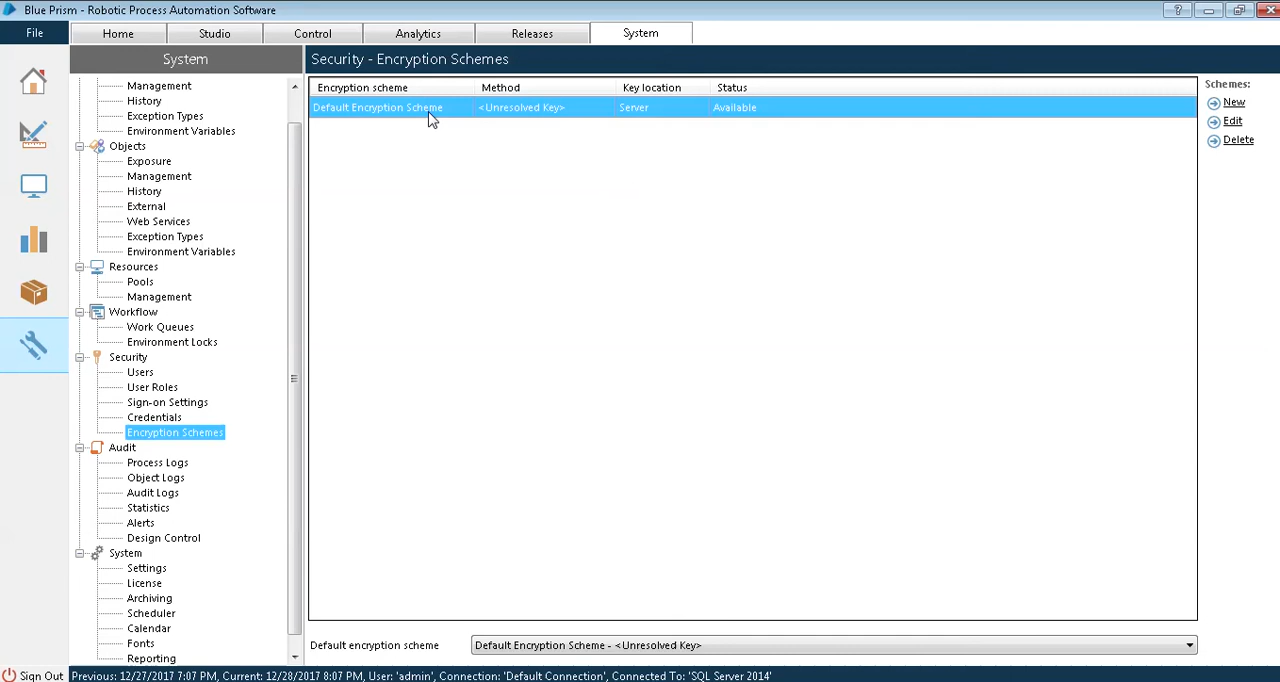 Blue Prism - Robotic Process Automation Software
File
Home
Studio
Control
Analytics
Releases
System
System
Security - Encryption Schemes
Management
History
Exception Types
Environment Variables
Objects
Exposure
Management
History
External
Web Services
Exception Types
Environment Variables
Resources
Pools
Management
Workflow
Work Queues
Environment Locks
Security
Users
User Roles
Sign-on Settings
Credentials
Encryption Schemes
Audit
Process Logs
Object Logs
Audit Logs
Statistics
Alerts
Design Control
System
Settings
License
Archiving
Scheduler
Calendar
Fonts
Reporting
Encryption scheme Method Key location Status
Default Encryption Scheme <Unresolved Key> Server Available
Schemes:
New
Edit
Delete
Default encryption scheme Default Encryption Scheme - <Unresolved Key>
Sign Out Previous: 12/27/2017 7:07 PM, Current: 12/28/2017 8:07 PM, User: 'admin', Connection: 'Default Connection', Connected To: 'SQL Server 2014'